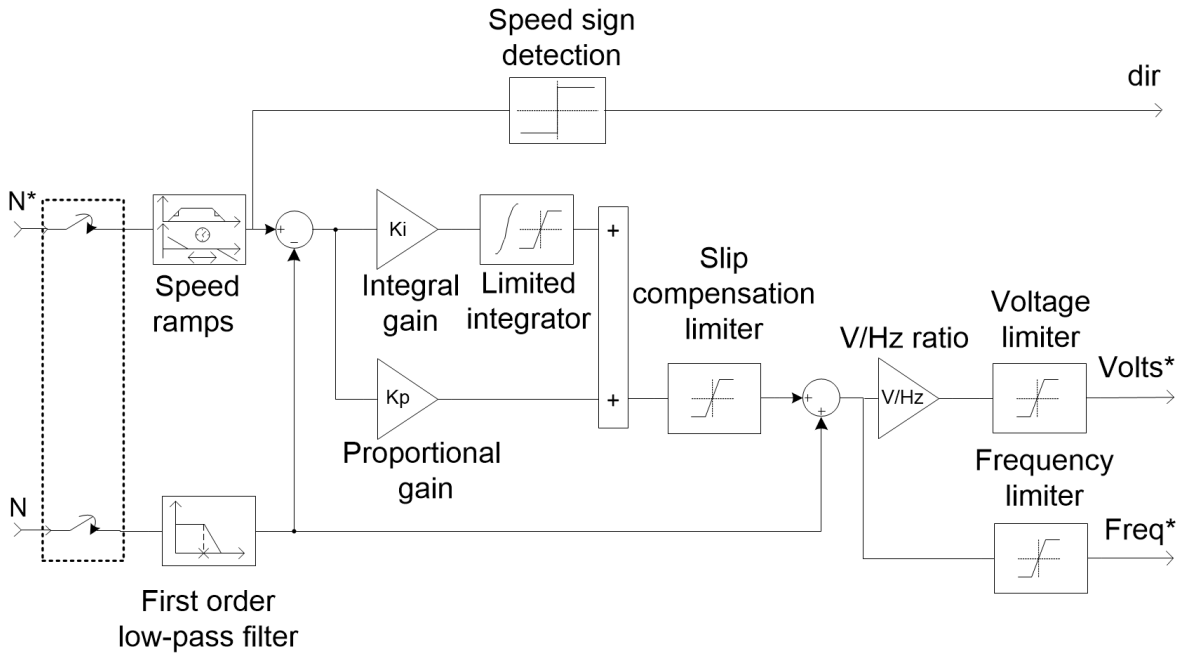 Speed sign
detection
dir
N*
+
−
Ki
+
Speed
ramps
Integral
gain
Limited
integrator
Slip
compensation
limiter
Voltage
limiter
V/Hz ratio
Volts*
Kp
+
+
+
V/Hz
Proportional
gain
Frequency
limiter
N
Freq*
First order
low-pass filter